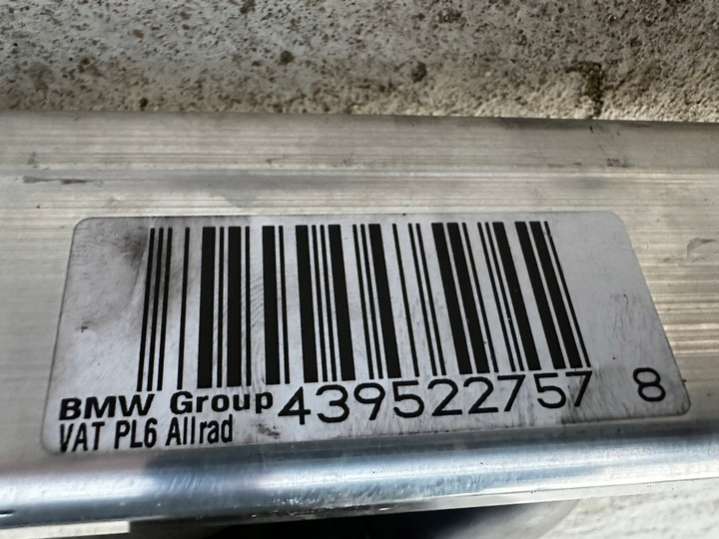 BMW Group 439522757 8
VAT PL6 Allrad